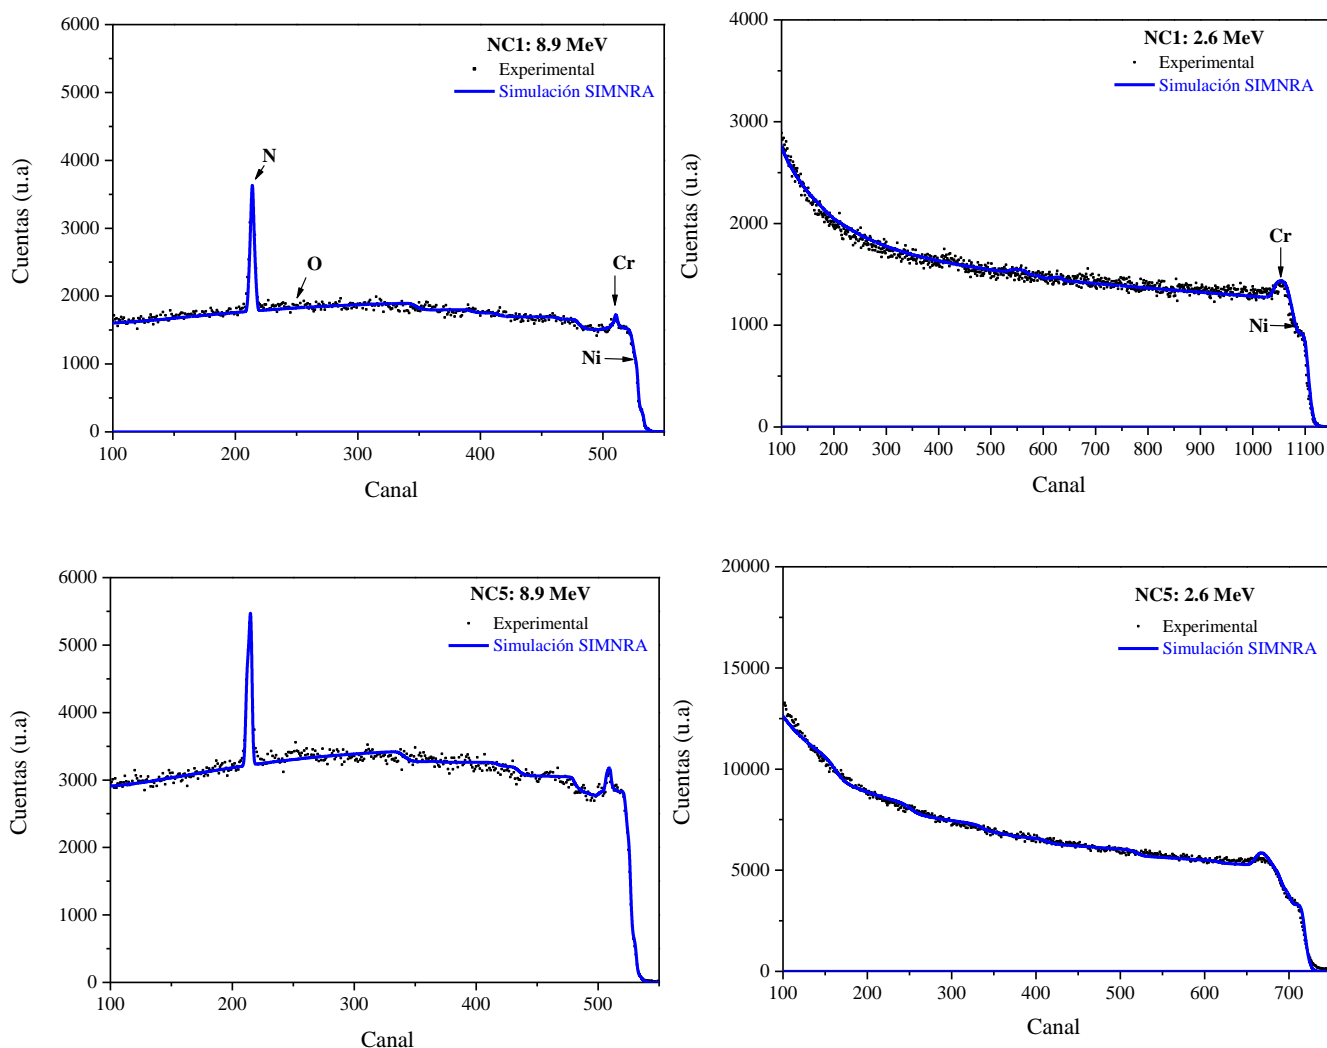 NC1: 8.9 MeV
Experimental
Simulación SIMNRA
N
O
Cr
Ni
6000
5000
4000
3000
2000
1000
0
100 200 300 400 500
Canal
Cuentas (u.a)
NC1: 2.6 MeV
Experimental
Simulación SIMNRA
Cr
Ni
4000
3000
2000
1000
0
100 200 300 400 500 600 700 800 900 1000 1100
Canal
Cuentas (u.a)
NC5: 8.9 MeV
Experimental
Simulación SIMNRA
6000
5000
4000
3000
2000
1000
0
100 200 300 400 500
Canal
Cuentas (u.a)
NC5: 2.6 MeV
Experimental
Simulación SIMNRA
20000
15000
10000
5000
0
100 200 300 400 500 600 700
Canal
Cuentas (u.a)